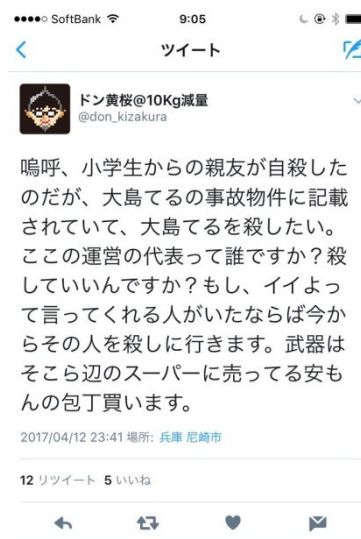 SoftBank 9:05
ツイート
ドン黄桜@10Kg減量
@don_kizakura
嗚呼、小学生からの親友が自殺した
のだが、大島てるの事故物件に記載
されていて、大島てるを殺したい。
ここの運営の代表って誰ですか？殺
していいんですか？もし、イイよっ
て言ってくれる人がいたならば今か
らその人を殺しに行きます。武器は
そこら辺のスーパーに売ってる安も
んの包丁買います。
2017/04/12 23:41 場所: 兵庫 尼崎市
12 リツイート 5 いいね